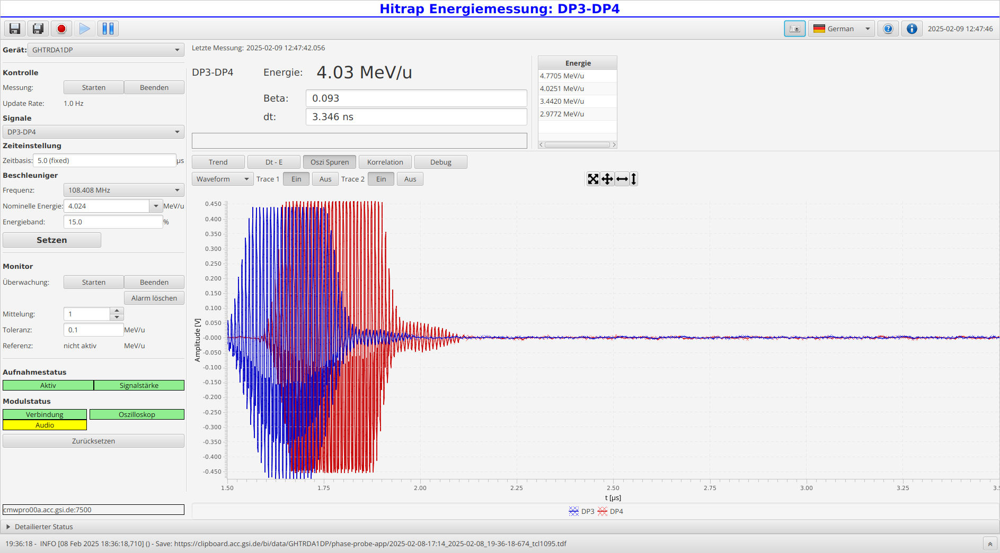 Hitrap Energiemessung: DP3-DP4
German
2025-02-09 12:47:46
Gerät: GHTRDA1DP
Kontrolle
Messung: Starten Beenden
Update Rate: 1.0 Hz
Signale
DP3-DP4
Zeiteinstellung
Zeitbasis: 5.0 (fixed) µs
Beschleuniger
Frequenz: 108.408 MHz
Nominelle Energie: 4.024 MeV/u
Energieband: 15.0 %
Setzen
Monitor
Überwachung: Starten Beenden
Alarm löschen
Mittelung: 1
Toleranz: 0.1 MeV/u
Referenz: nicht aktiv MeV/u
Aufnahmestatus
Aktiv Signalstärke
Modulstatus
Verbindung Oszilloskop
Audio
Zurücksetzen
cmwpro00a.acc.gsi.de:7500
Letzte Messung: 2025-02-09 12:47:42.056
DP3-DP4 Energie: 4.03 MeV/u
Beta: 0.093
dt: 3.346 ns
Energie
4.7705 MeV/u
4.0251 MeV/u
3.4420 MeV/u
2.9772 MeV/u
Trend Dt - E Oszi Spuren Korrelation Debug
Waveform Trace 1 Ein Aus Trace 2 Ein Aus
Amplitude [V]
0.450
0.400
0.350
0.300
0.250
0.200
0.150
0.100
0.050
-0.000
-0.050
-0.100
-0.150
-0.200
-0.250
-0.300
-0.350
-0.400
-0.450
1.50 1.75 2.00 2.25 2.50 2.75 3.00 3.25
t [µs]
DP3 DP4
Detailierter Status
19:36:18 - INFO [08 Feb 2025 18:36:18,710] () - Save: https://clipboard.acc.gsi.de/bi/data/GHTRDA1DP/phase-probe-app/2025-02-08-17:14_2025-02-08_19-36-18-674_tcl1095.tdf